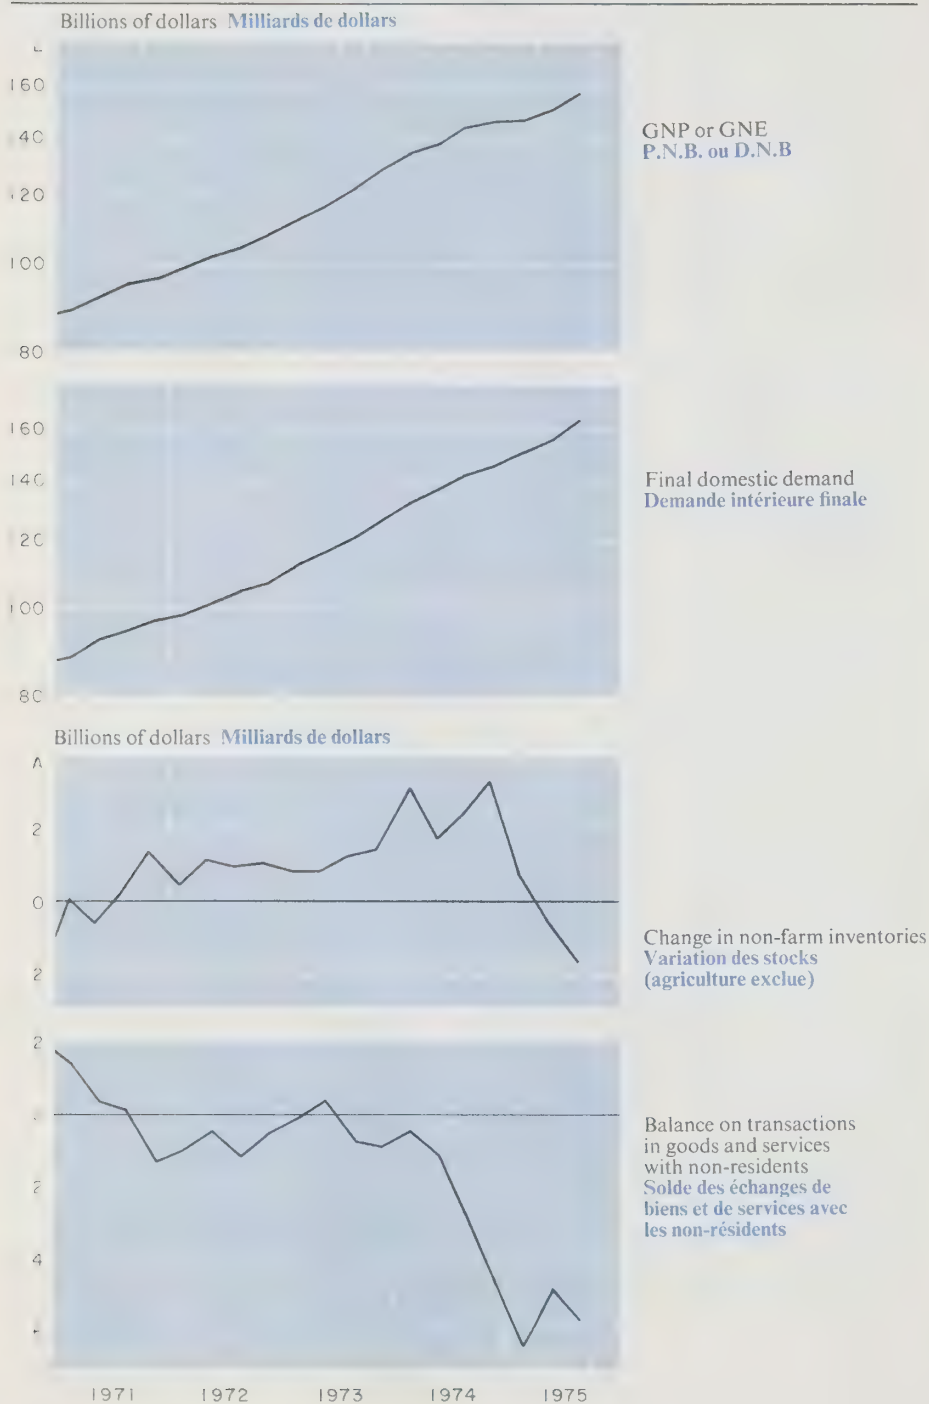 Billions of dollars Milliards de dollars
160
140
120
100
80
GNP or GNE
P.N.B. ou D.N.B
160
140
120
100
80
Final domestic demand
Demande intérieure finale
Billions of dollars Milliards de dollars
2
0
2
Change in non-farm inventories
Variation des stocks
(agriculture exclue)
2
2
4
Balance on transactions
in goods and services
with non-residents
Solde des échanges de
biens et de services avec
les non-résidents
1971 1972 1973 1974 1975